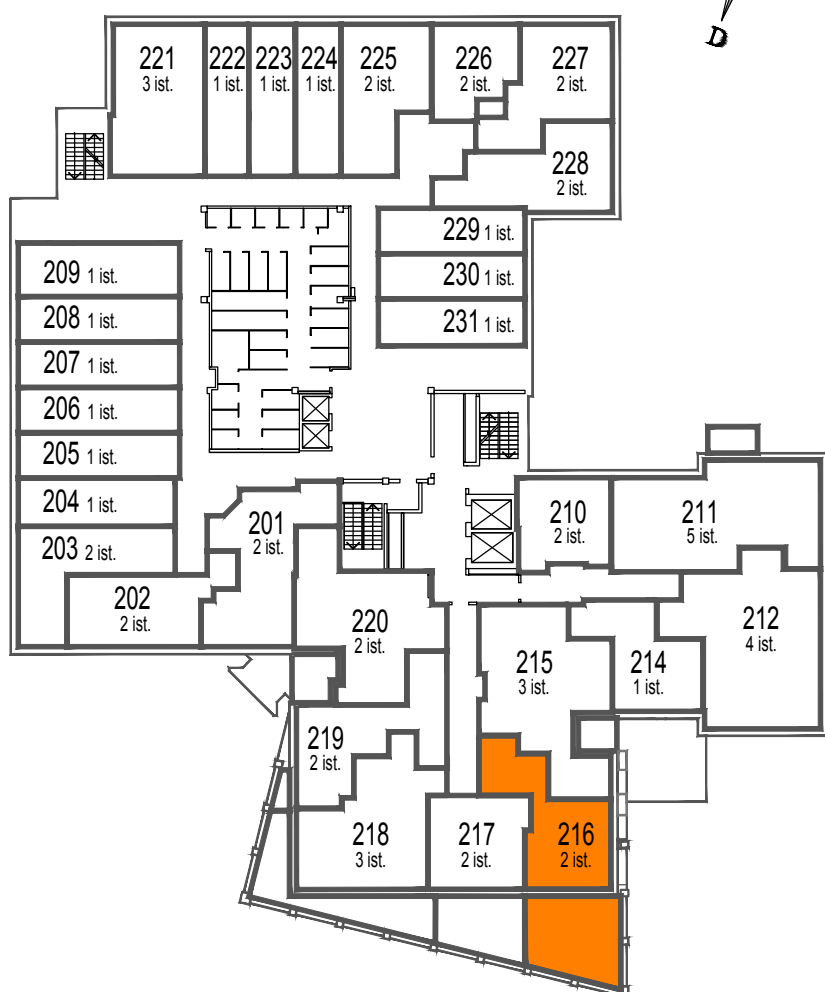 D
221
3 ist.
222
1 ist.
223
1 ist.
224
1 ist.
225
2 ist.
226
2 ist.
227
2 ist.
228
2 ist.
229 1 ist.
230 1 ist.
231 1 ist.
209 1 ist.
208 1 ist.
207 1 ist.
206 1 ist.
205 1 ist.
204 1 ist.
203 2 ist.
202
2 ist.
201
2 ist.
210
2 ist.
211
5 ist.
212
4 ist.
220
2 ist.
215
3 ist.
214
1 ist.
219
2 ist.
218
3 ist.
217
2 ist.
216
2 ist.